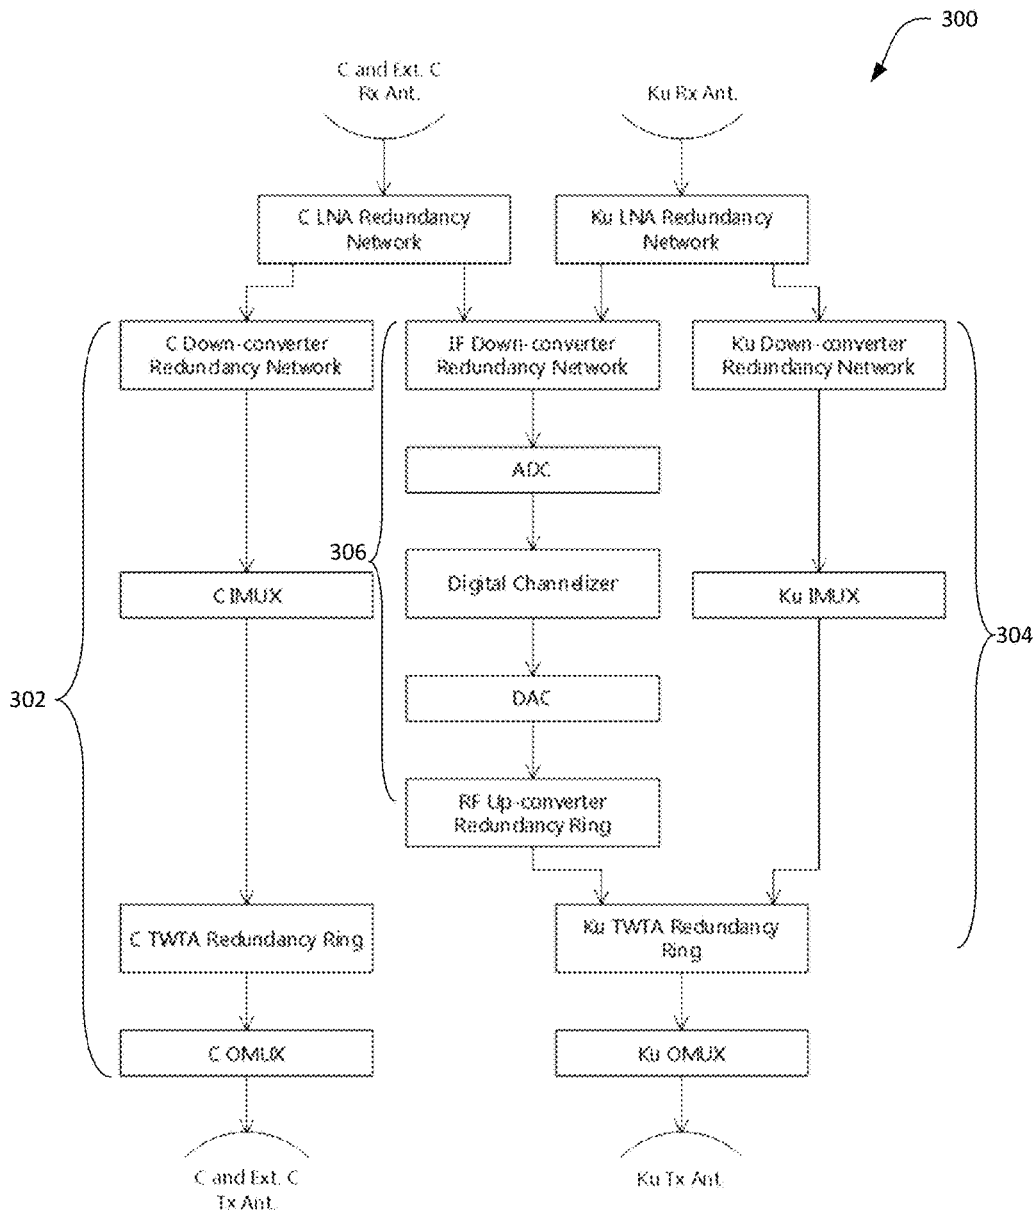 300
C and Ext. C
Rx Ant.
Ku Rx Ant.
C LNA Redundancy
Network
Ku LNA Redundancy
Network
C Down-converter
Redundancy Network
IF Down-converter
Redundancy Network
Ku Down-converter
Redundancy Network
ADC
306
Digital Channelizer
C IMUX
Ku IMUX
304
302
DAC
RF Up-converter
Redundancy Ring
C TWTA Redundancy Ring
Ku TWTA Redundancy
Ring
C OMUX
Ku OMUX
C and Ext. C
Tx Ant.
Ku Tx Ant.